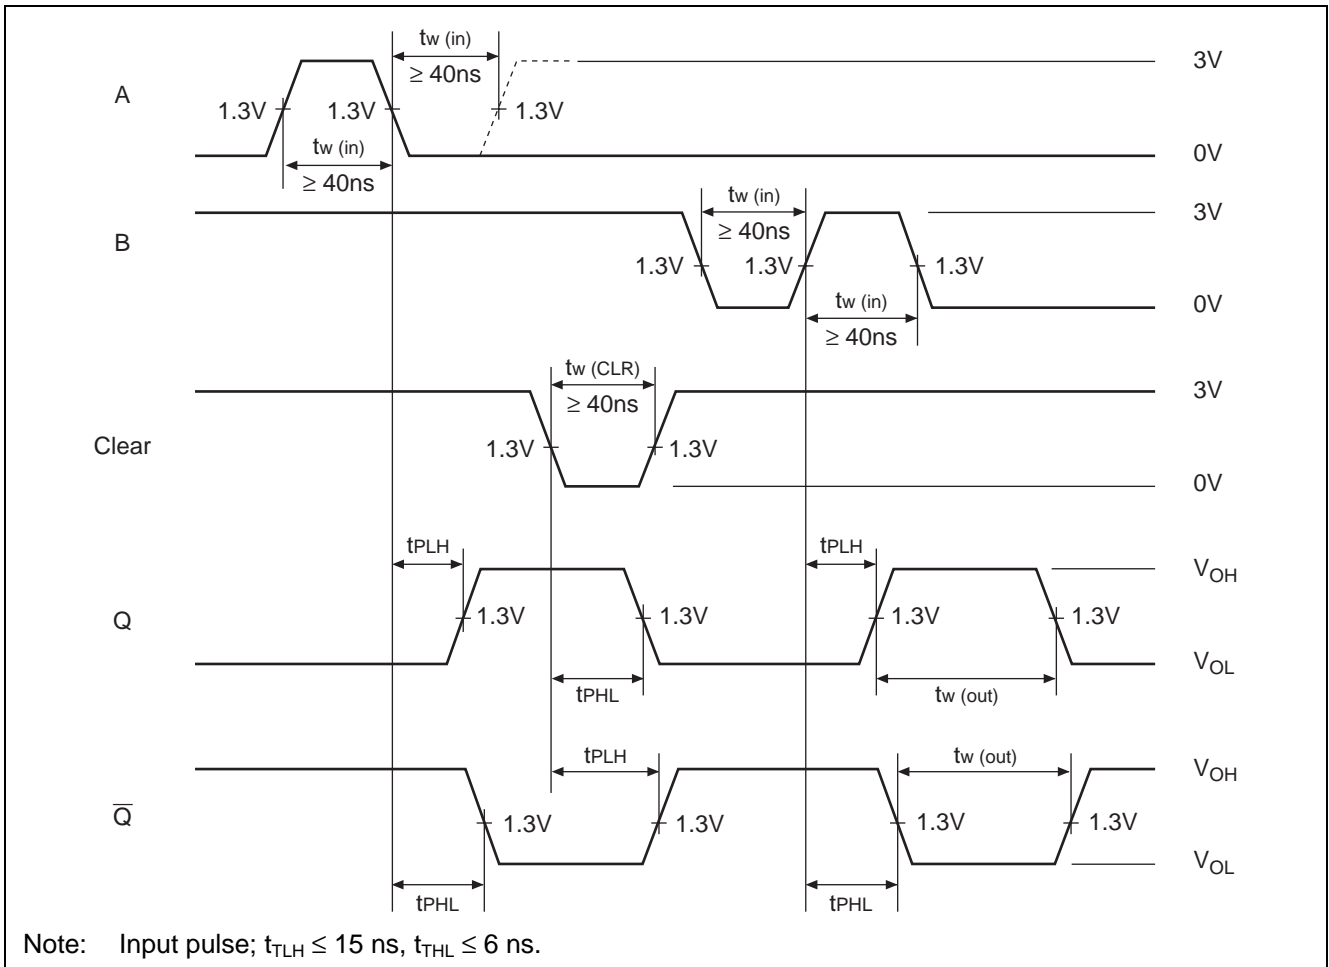 tw (in)
≥ 40ns
3V
A
1.3V
1.3V
1.3V
tw (in)
≥ 40ns
0V
tw (in)
≥ 40ns
3V
B
1.3V
1.3V
1.3V
tw (in)
≥ 40ns
0V
tw (CLR)
≥ 40ns
3V
Clear
1.3V
1.3V
0V
tPLH
tPLH
VOH
Q
1.3V
1.3V
1.3V
1.3V
VOL
tPHL
tw (out)
tPLH
tw (out)
VOH
Q̅
1.3V
1.3V
1.3V
1.3V
VOL
tPHL
tPHL
Note: Input pulse; tTLH ≤ 15 ns, tTHL ≤ 6 ns.